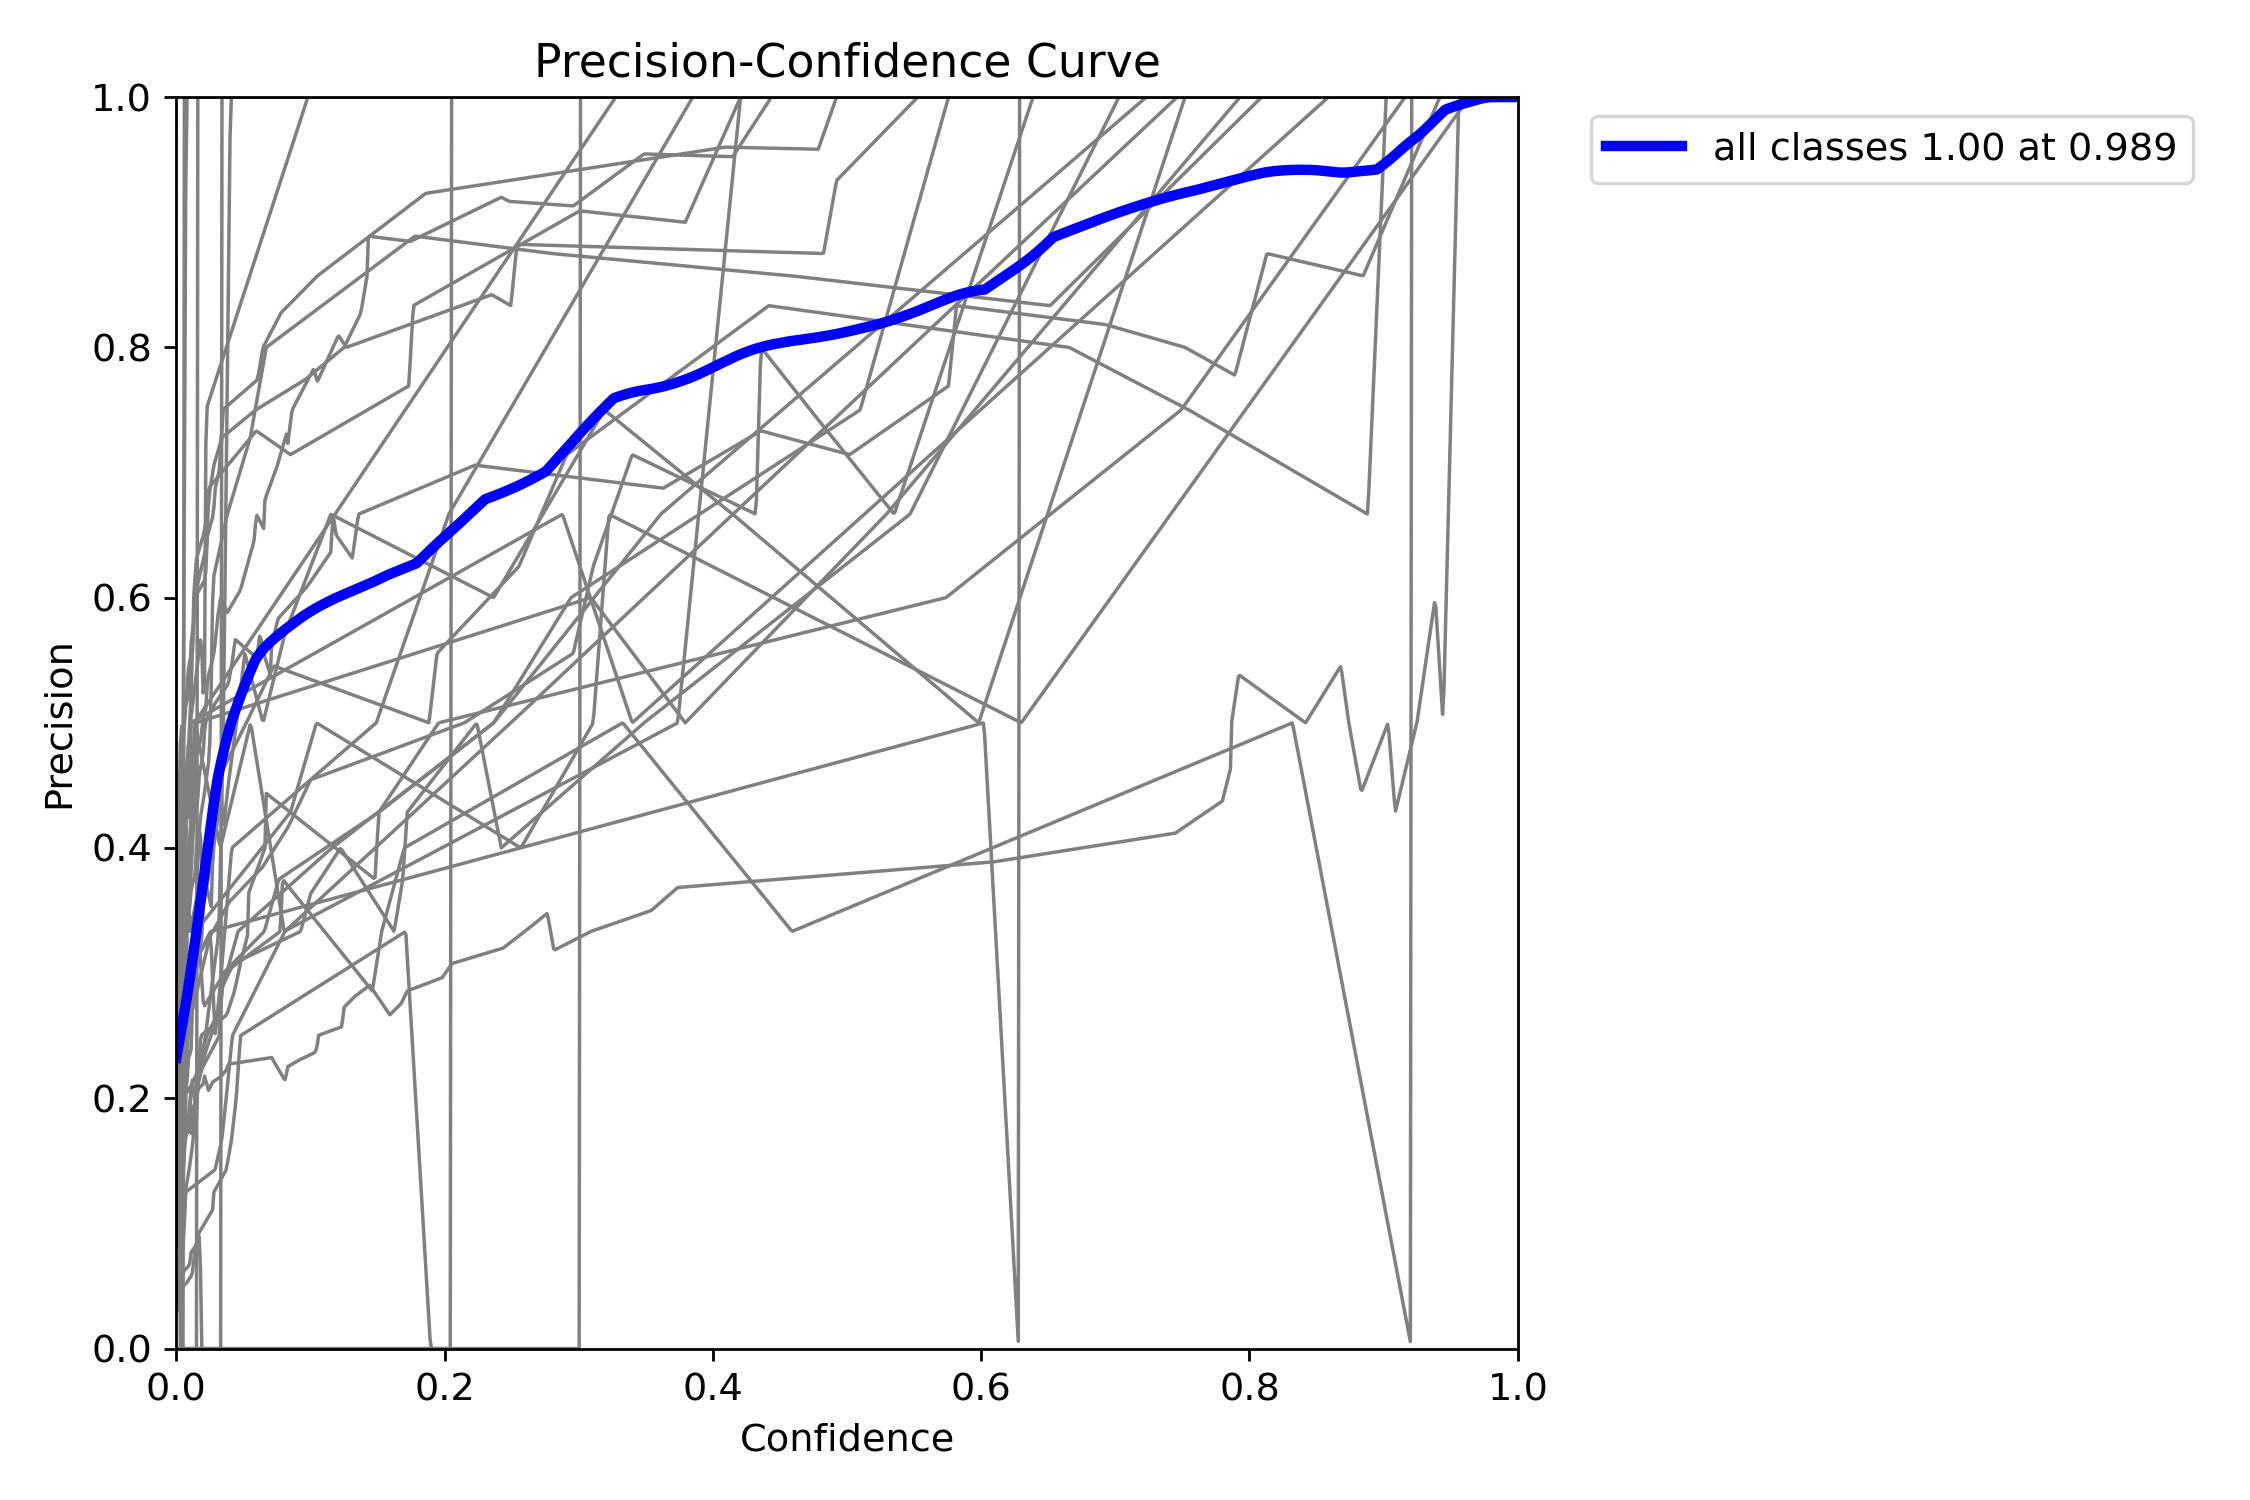 Precision-Confidence Curve
all classes 1.00 at 0.989
Precision
1.0
0.8
0.6
0.4
0.2
0.0
0.0 0.2 0.4 0.6 0.8 1.0
Confidence